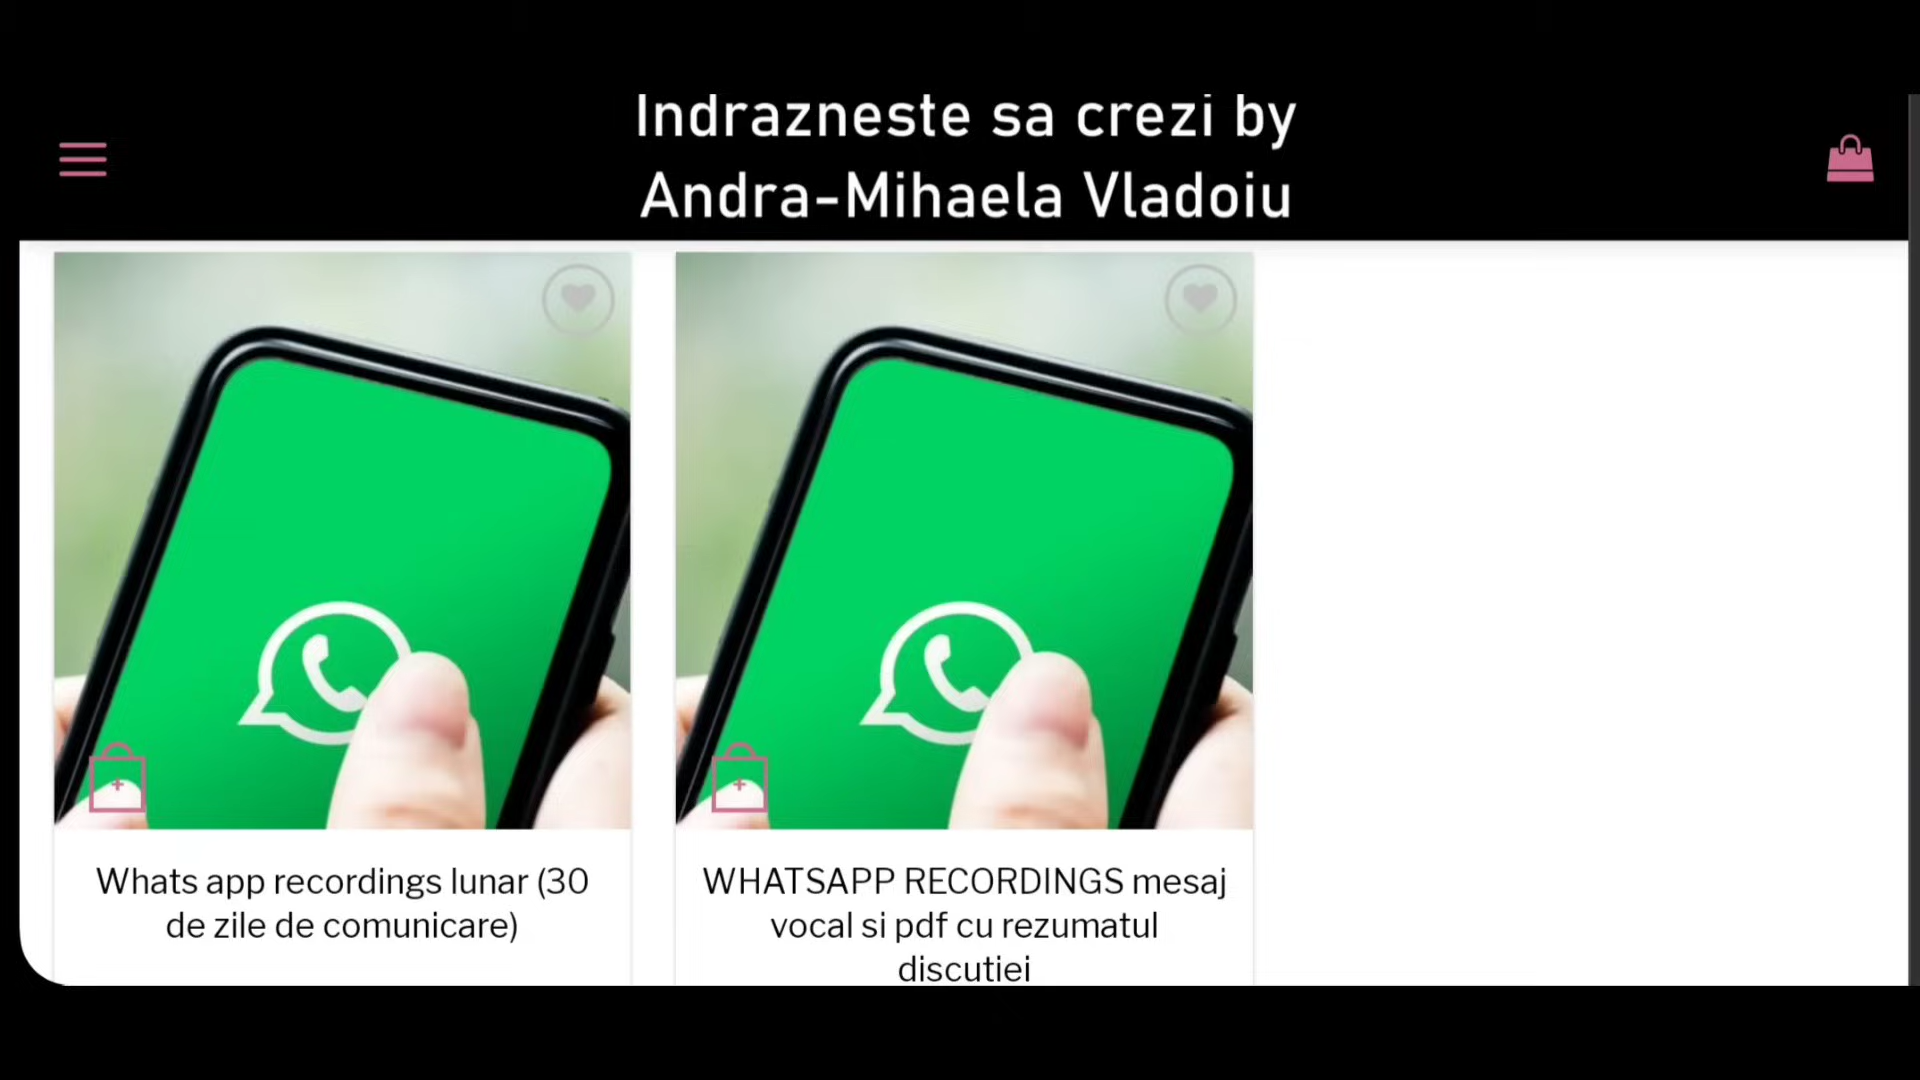 Indrazneste sa crezi by
Andra-Mihaela Vladoiu
Whats app recordings lunar (30
de zile de comunicare)
WHATSAPP RECORDINGS mesaj
vocal si pdf cu rezumatul
discutiei